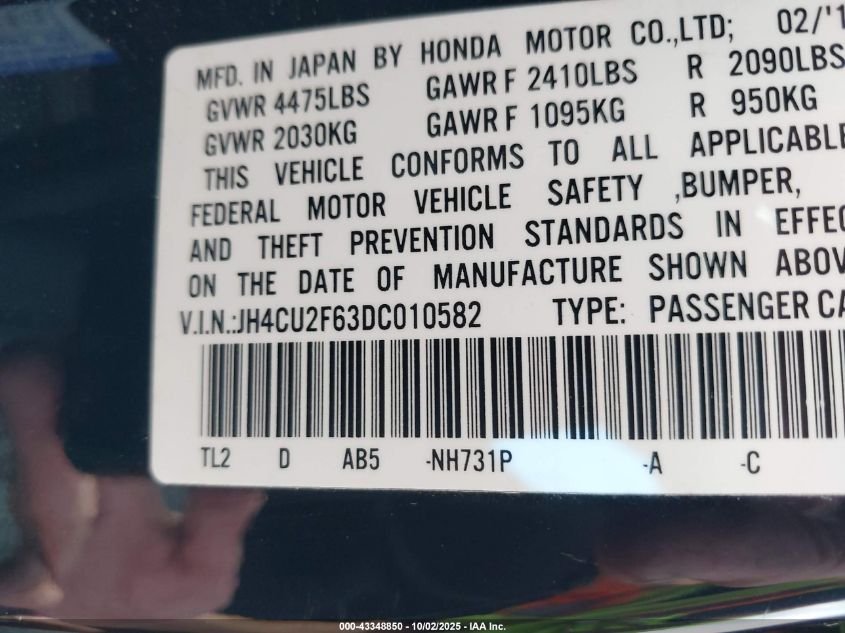 MFD. IN JAPAN BY HONDA MOTOR CO.,LTD; 02/'1
GVWR 4475LBS GAWR F 2410LBS R 2090LBS
GVWR 2030KG GAWR F 1095KG R 950KG
THIS VEHICLE CONFORMS TO ALL APPLICABLE
FEDERAL MOTOR VEHICLE SAFETY ,BUMPER,
AND THEFT PREVENTION STANDARDS IN EFFEC
ON THE DATE OF MANUFACTURE SHOWN ABOV
V.I.N.:JH4CU2F63DC010582 TYPE: PASSENGER CA
TL2 D AB5 -NH731P -A -C
000-43348850 - 10/02/2025 - IAA Inc.